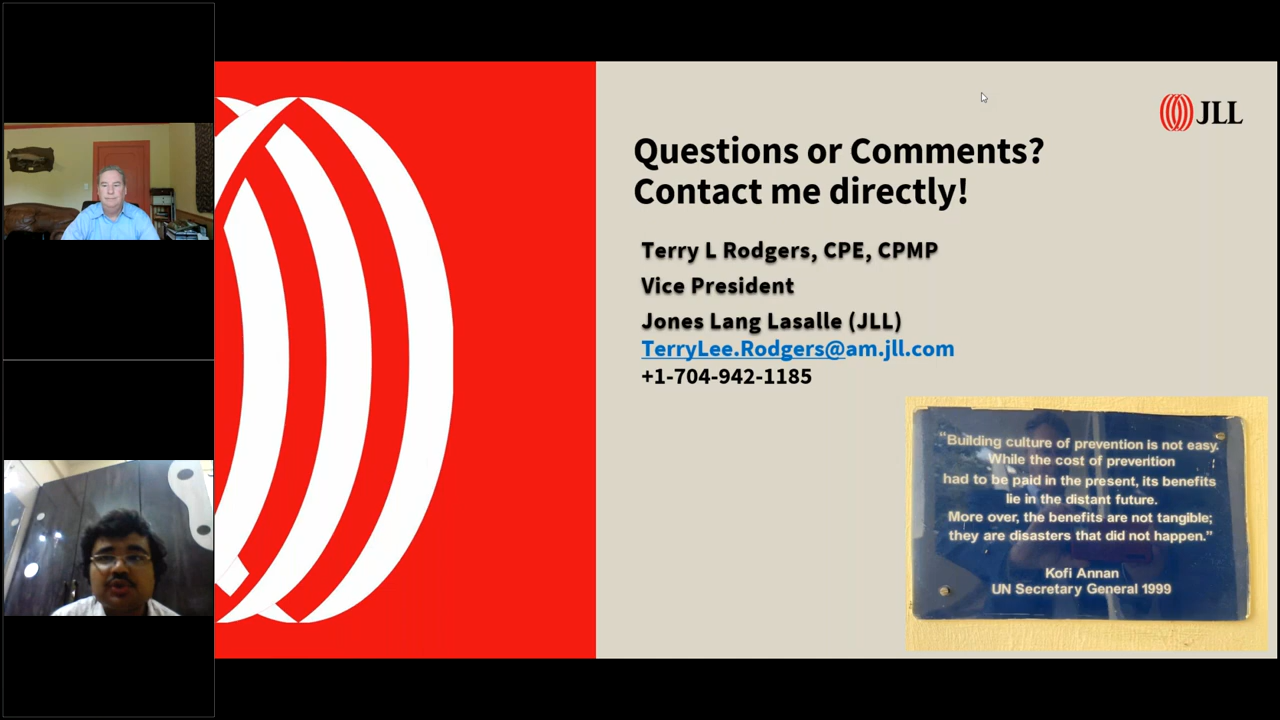 JLL
Questions or Comments?
Contact me directly!
Terry L Rodgers, CPE, CPMP
Vice President
Jones Lang Lasalle (JLL)
TerryLee.Rodgers@am.jll.com
+1-704-942-1185
"Building culture of prevention is not easy.
While the cost of prevention
had to be paid in the present, its benefits
lie in the distant future.
More over, the benefits are not tangible;
they are disasters that did not happen."
Kofi Annan
UN Secretary General 1999